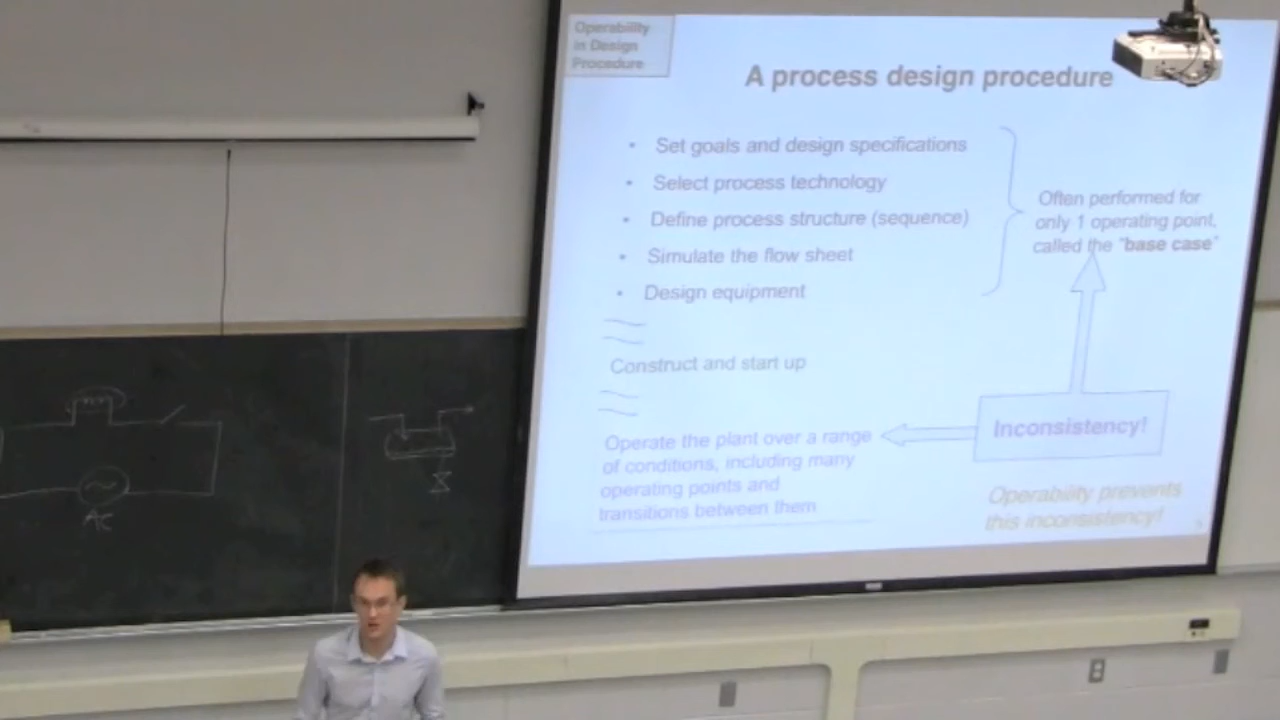 Operability
in Design
Procedure
A process design procedure
• Set goals and design specifications
• Select process technology
• Define process structure (sequence)
• Simulate the flow sheet
• Design equipment
Often performed for
only 1 operating point,
called the "base case"
Construct and start up
Operate the plant over a range
of conditions, including many
operating points and
transitions between them
Inconsistency!
Operability prevents
this inconsistency!
AC